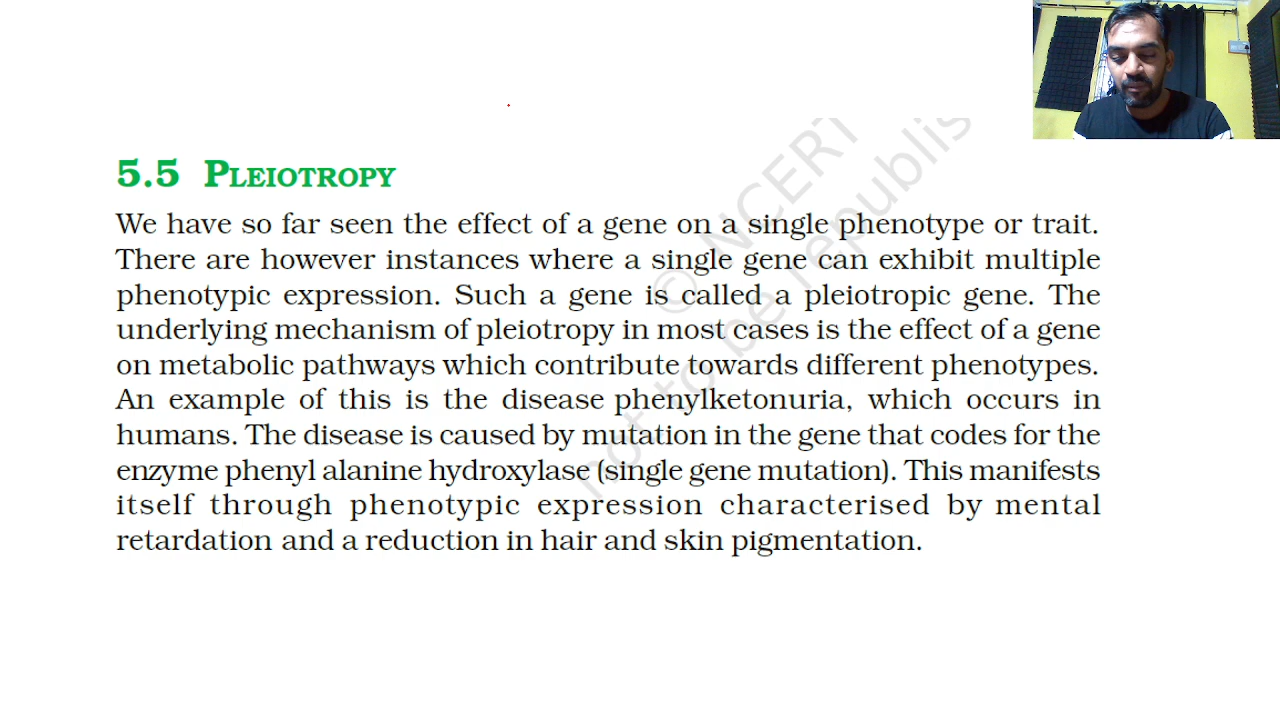 5.5 PLEIOTROPY
We have so far seen the effect of a gene on a single phenotype or trait.
There are however instances where a single gene can exhibit multiple
phenotypic expression. Such a gene is called a pleiotropic gene. The
underlying mechanism of pleiotropy in most cases is the effect of a gene
on metabolic pathways which contribute towards different phenotypes.
An example of this is the disease phenylketonuria, which occurs in
humans. The disease is caused by mutation in the gene that codes for the
enzyme phenyl alanine hydroxylase (single gene mutation). This manifests
itself through phenotypic expression characterised by mental
retardation and a reduction in hair and skin pigmentation.
© NCERT
not to be republis